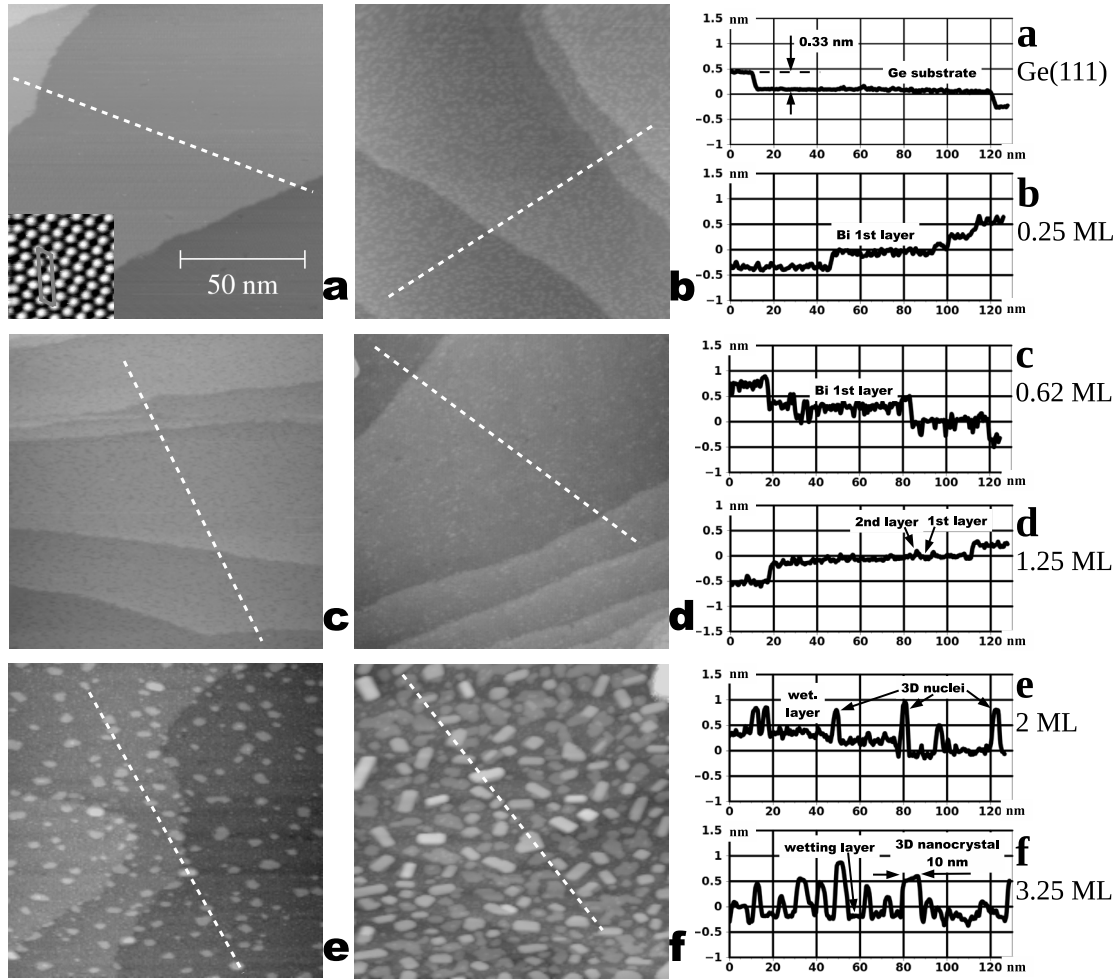 50 nm
a
b
c
d
e
f
1.5 nm
1
0.5
0
−0.5
−1
0.33 nm
Ge substrate
0 20 40 60 80 100 120 nm
a
Ge(111)
1.5 nm
1
0.5
0
−0.5
−1
Bi 1st layer
0 20 40 60 80 100 120 nm
b
0.25 ML
1.5 nm
1
0.5
0
−0.5
−1
Bi 1st layer
0 20 40 60 80 100 120 nm
c
0.62 ML
1 nm
0.5
0
−0.5
−1
−1.5
2nd layer 1st layer
0 20 40 60 80 100 120 nm
d
1.25 ML
1.5 nm
1
0.5
0
−0.5
−1
wet.
layer
3D nuclei
0 20 40 60 80 100 120 nm
e
2 ML
1.5 nm
1
0.5
0
−0.5
−1
wetting layer
3D nanocrystal
10 nm
0 20 40 60 80 100 120 nm
f
3.25 ML